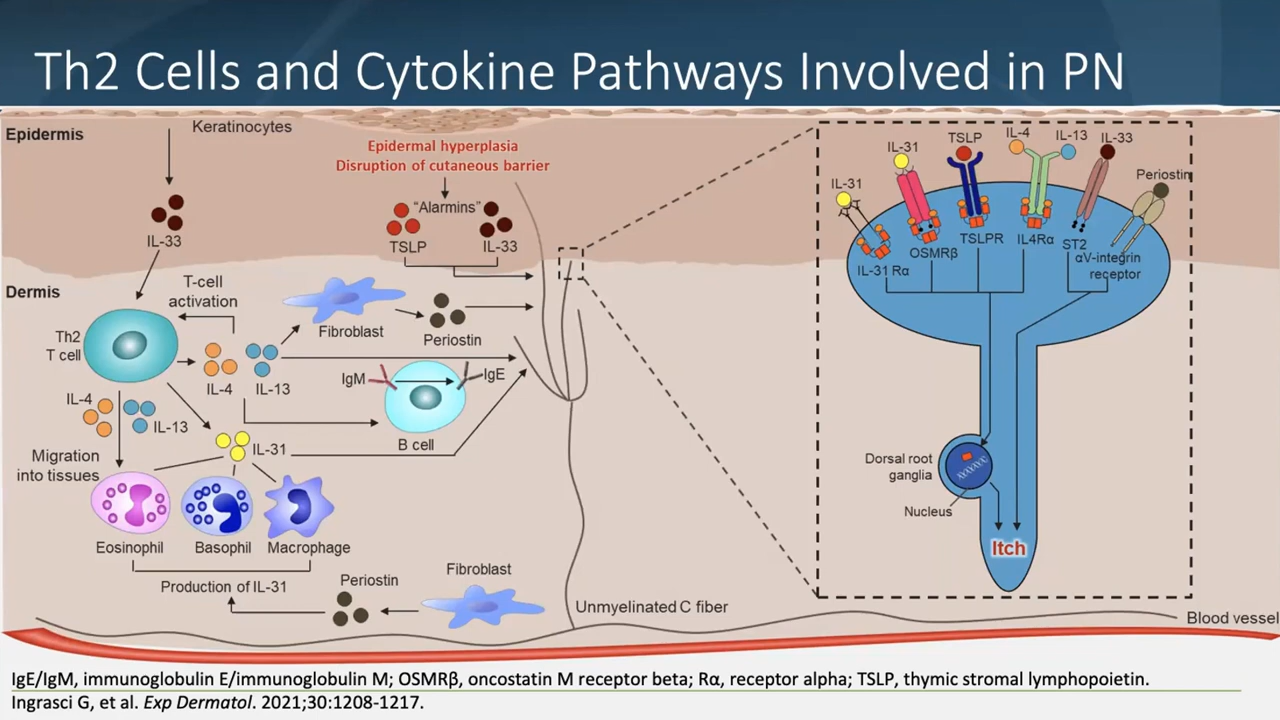 Th2 Cells and Cytokine Pathways Involved in PN
Epidermis
Keratinocytes
IL-33
Epidermal hyperplasia
Disruption of cutaneous barrier
“Alarmins”
TSLP
IL-33
Dermis
T-cell
activation
Th2
T cell
IL-4
IL-13
Fibroblast
Periostin
IgM
IgE
B cell
IL-4
IL-13
IL-31
Migration
into tissues
Eosinophil
Basophil
Macrophage
Production of IL-31
Periostin
Fibroblast
Unmyelinated C fiber
Blood vessel
IL-31
IL-31
TSLP
IL-4
IL-13
IL-33
Periostin
IL-31 Rα
OSMRβ
TSLPR
IL4Rα
ST2
αV-integrin
receptor
Dorsal root
ganglia
Nucleus
Itch
IgE/IgM, immunoglobulin E/immunoglobulin M; OSMRβ, oncostatin M receptor beta; Rα, receptor alpha; TSLP, thymic stromal lymphopoietin.
Ingrasci G, et al. Exp Dermatol. 2021;30:1208-1217.